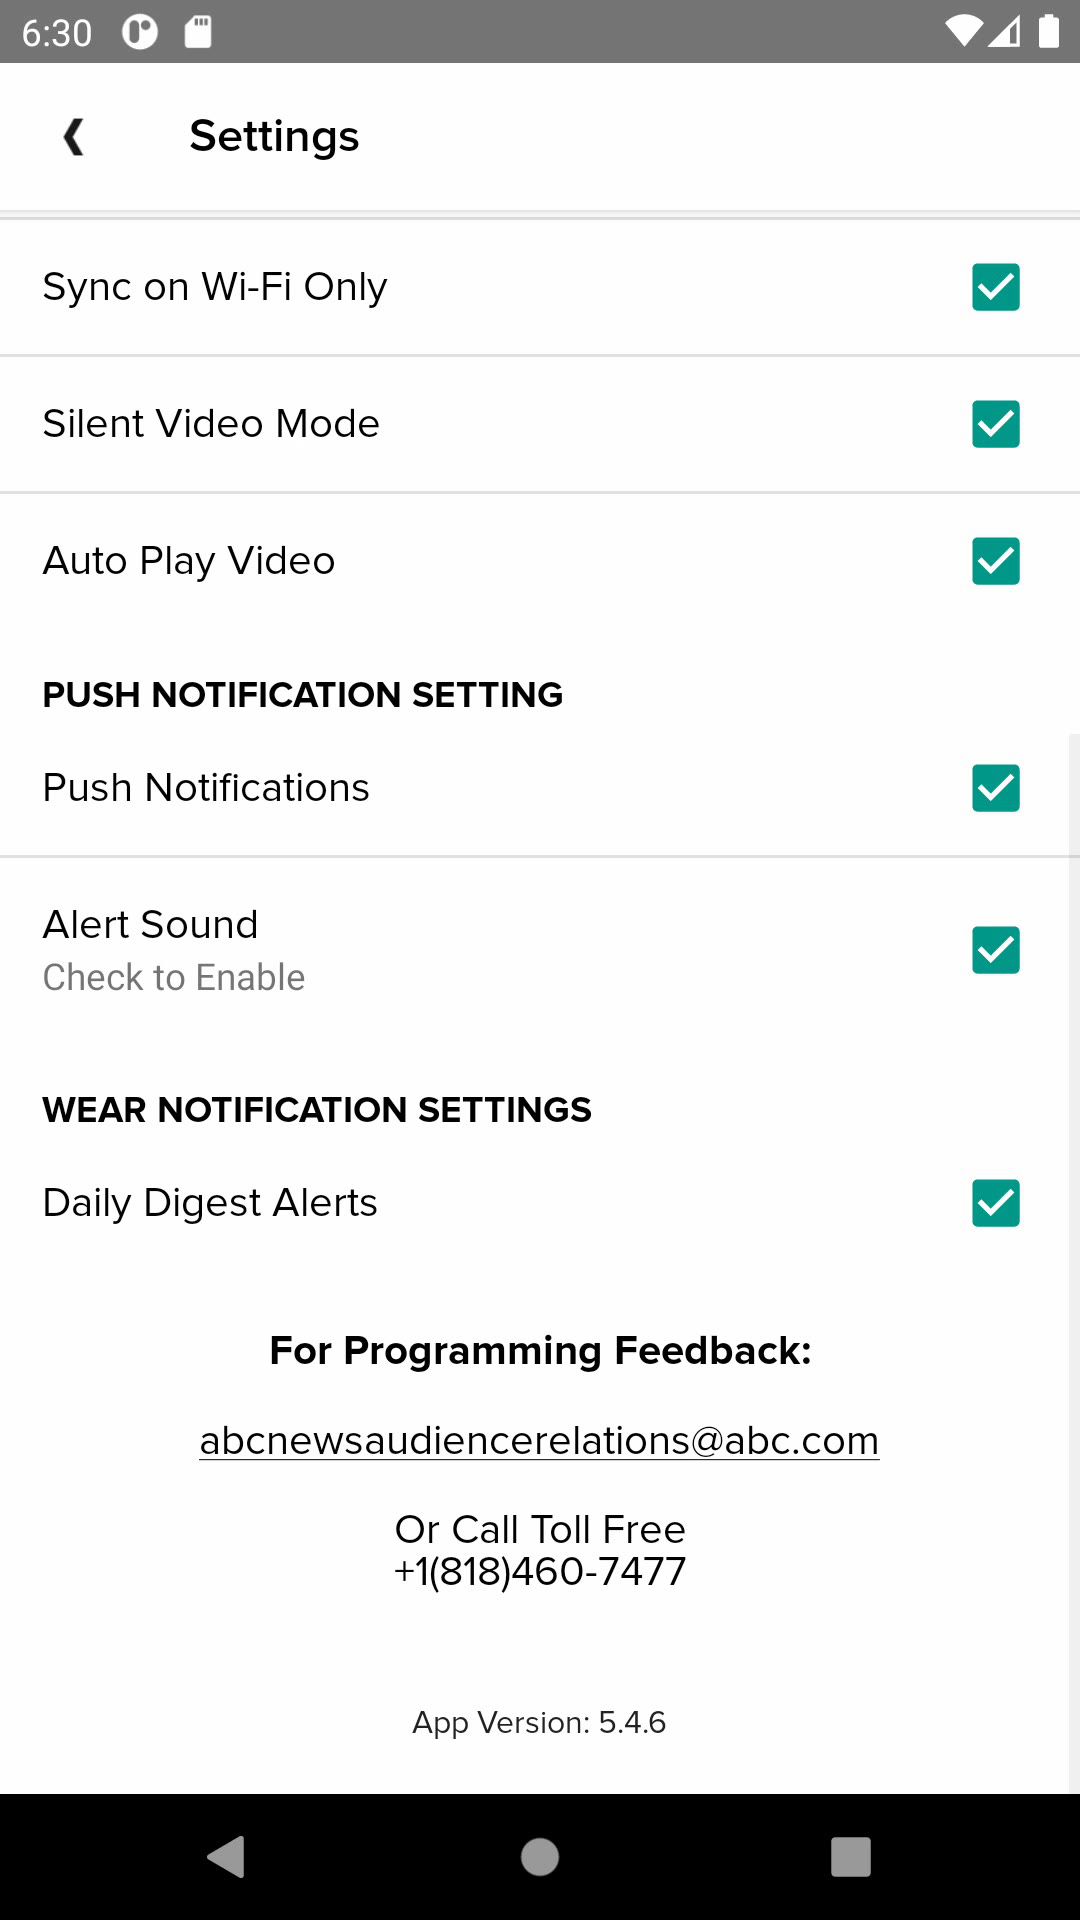 6:30
Settings
Sync on Wi-Fi Only
Silent Video Mode
Auto Play Video
PUSH NOTIFICATION SETTING
Push Notifications
Alert Sound
Check to Enable
WEAR NOTIFICATION SETTINGS
Daily Digest Alerts
For Programming Feedback:
abcnewsaudiencerelations@abc.com
Or Call Toll Free
+1(818)460-7477
App Version: 5.4.6